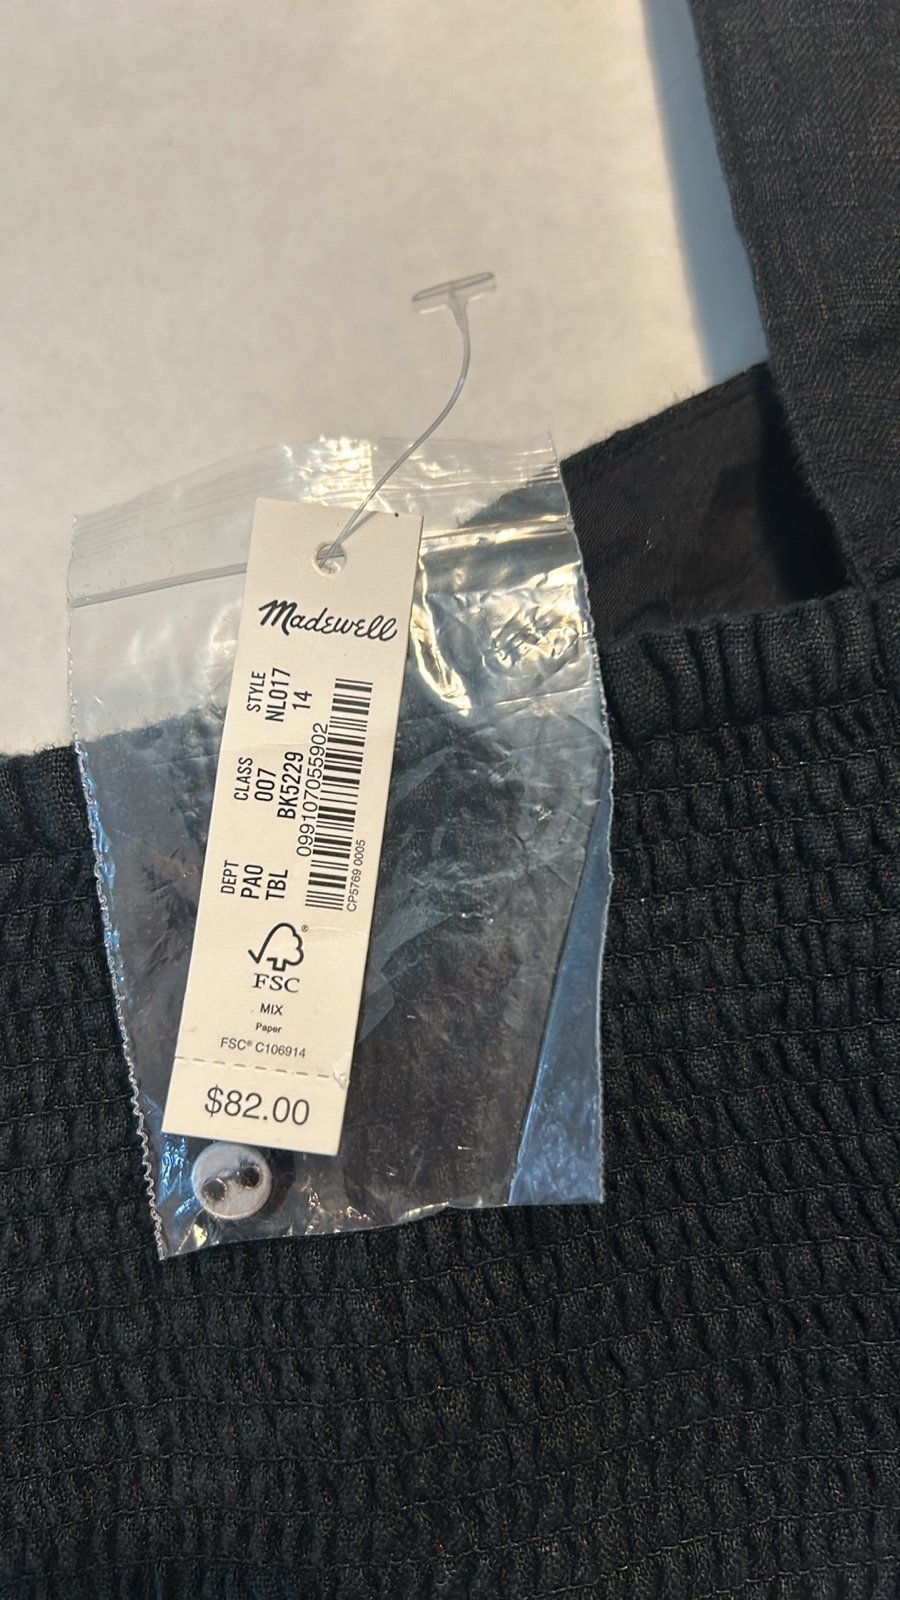 Madewell
DEPT CLASS STYLE
PA0 007 NL017
TBL BK5229 14
099107055902
CP5769 0005
®
FSC
MIX
Paper
FSC® C106914
$82.00